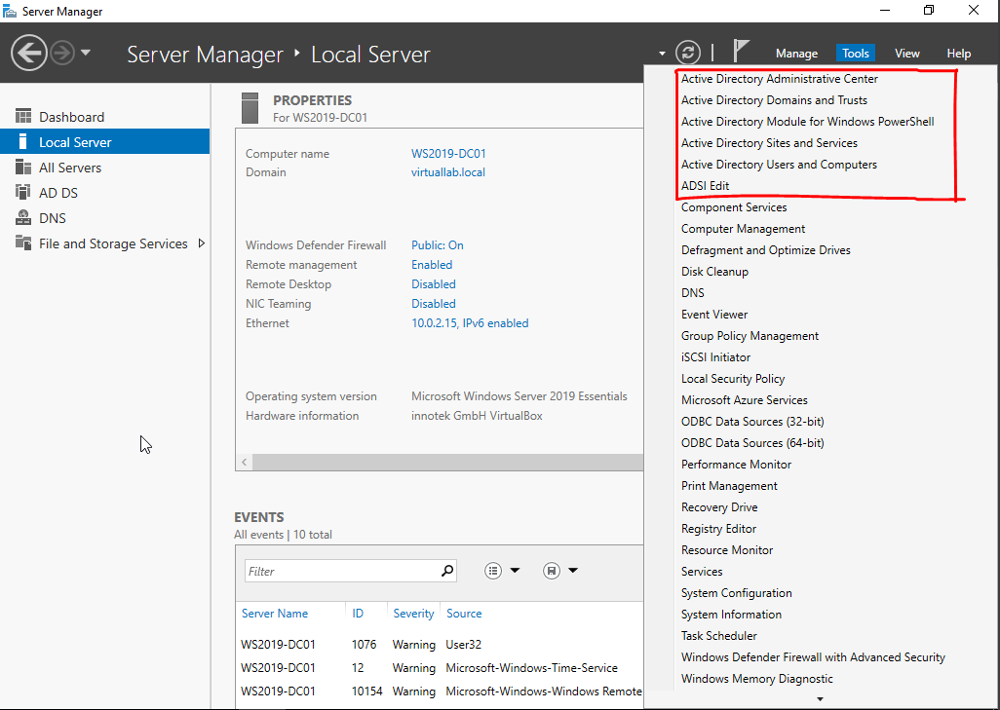 Server Manager
Server Manager ‣ Local Server
Manage Tools View Help
Dashboard
Local Server
All Servers
AD DS
DNS
File and Storage Services
PROPERTIES
For WS2019-DC01
Computer name WS2019-DC01
Domain virtuallab.local
Windows Defender Firewall Public: On
Remote management Enabled
Remote Desktop Disabled
NIC Teaming Disabled
Ethernet 10.0.2.15, IPv6 enabled
Operating system version Microsoft Windows Server 2019 Essentials
Hardware information innotek GmbH VirtualBox
EVENTS
All events | 10 total
Filter
Server Name ID Severity Source
WS2019-DC01 1076 Warning User32
WS2019-DC01 12 Warning Microsoft-Windows-Time-Service
WS2019-DC01 10154 Warning Microsoft-Windows-Windows Remote
Active Directory Administrative Center
Active Directory Domains and Trusts
Active Directory Module for Windows PowerShell
Active Directory Sites and Services
Active Directory Users and Computers
ADSI Edit
Component Services
Computer Management
Defragment and Optimize Drives
Disk Cleanup
DNS
Event Viewer
Group Policy Management
iSCSI Initiator
Local Security Policy
Microsoft Azure Services
ODBC Data Sources (32-bit)
ODBC Data Sources (64-bit)
Performance Monitor
Print Management
Recovery Drive
Registry Editor
Resource Monitor
Services
System Configuration
System Information
Task Scheduler
Windows Defender Firewall with Advanced Security
Windows Memory Diagnostic